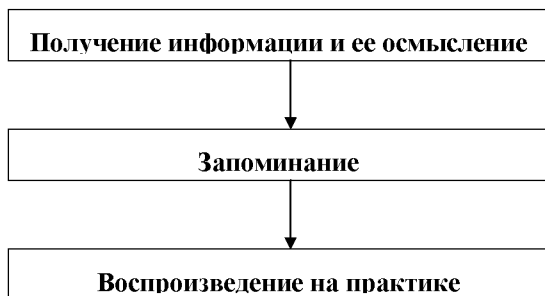 Получение информации и ее осмысление
Запоминание
Воспроизведение на практике